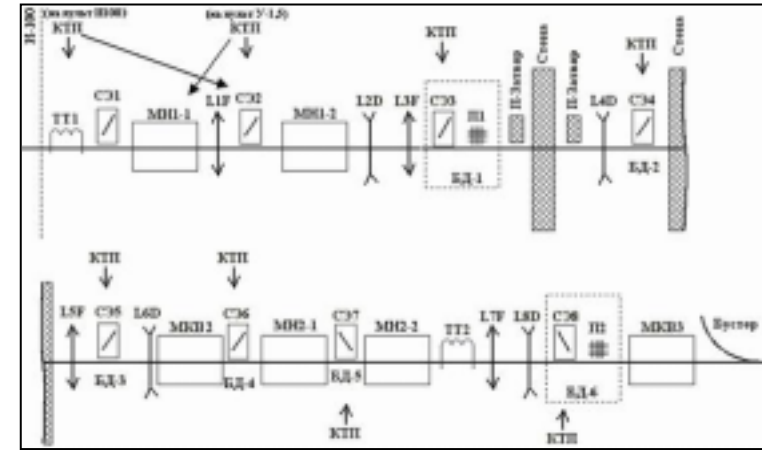 И-100
(на пульт И100)
(на пульт У-1,5)
КТП
КТП
КТП
КТП
ТТ1
СЭ1
МН1-1
L1F
СЭ2
МН1-2
L2D
L3F
СЭ3
П1
П-Затвор
Стена
П-Затвор
L4D
СЭ4
Стена
БД-1
БД-2
КТП
КТП
L5F
СЭ5
L6D
МКВ2
СЭ6
МН2-1
СЭ7
МН2-2
ТТ2
L7F
L8D
СЭ8
П2
МКВ3
Бустер
БД-3
БД-4
БД-5
БД-6
КТП
КТП